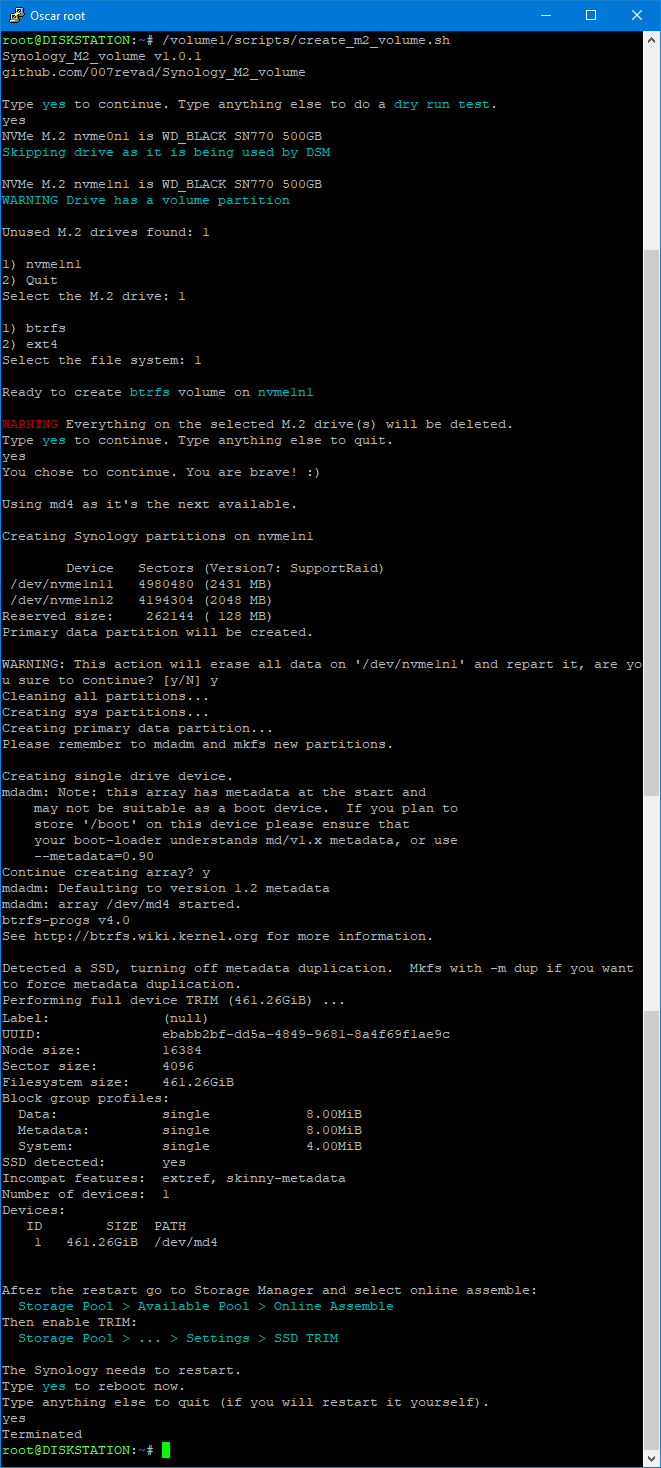 Oscar root
root@DISKSTATION:~# /volume1/scripts/create_m2_volume.sh
Synology_M2_volume v1.0.1
github.com/007revad/Synology_M2_volume
Type yes to continue. Type anything else to do a dry run test.
yes
NVMe M.2 nvme0n1 is WD_BLACK SN770 500GB
Skipping drive as it is being used by DSM
NVMe M.2 nvme1n1 is WD_BLACK SN770 500GB
WARNING Drive has a volume partition
Unused M.2 drives found: 1
1) nvme1n1
2) Quit
Select the M.2 drive: 1
1) btrfs
2) ext4
Select the file system: 1
Ready to create btrfs volume on nvme1n1
WARNING Everything on the selected M.2 drive(s) will be deleted.
Type yes to continue. Type anything else to quit.
yes
You chose to continue. You are brave! :)
Using md4 as it's the next available.
Creating Synology partitions on nvme1n1
Device   Sectors (Version7: SupportRaid)
/dev/nvme1n11   4980480 (2431 MB)
/dev/nvme1n12   4194304 (2048 MB)
Reserved size:    262144 ( 128 MB)
Primary data partition will be created.
WARNING: This action will erase all data on '/dev/nvme1n1' and repart it, are yo
u sure to continue? [y/N] y
Cleaning all partitions...
Creating sys partitions...
Creating primary data partition...
Please remember to mdadm and mkfs new partitions.
Creating single drive device.
mdadm: Note: this array has metadata at the start and
may not be suitable as a boot device.  If you plan to
store '/boot' on this device please ensure that
your boot-loader understands md/v1.x metadata, or use
--metadata=0.90
Continue creating array? y
mdadm: Defaulting to version 1.2 metadata
mdadm: array /dev/md4 started.
btrfs-progs v4.0
See http://btrfs.wiki.kernel.org for more information.
Detected a SSD, turning off metadata duplication.  Mkfs with -m dup if you want
to force metadata duplication.
Performing full device TRIM (461.26GiB) ...
Label:              (null)
UUID:               ebabb2bf-dd5a-4849-9681-8a4f69f1ae9c
Node size:          16384
Sector size:        4096
Filesystem size:    461.26GiB
Block group profiles:
Data:             single            8.00MiB
Metadata:         single            8.00MiB
System:           single            4.00MiB
SSD detected:       yes
Incompat features:  extref, skinny-metadata
Number of devices:  1
Devices:
ID        SIZE  PATH
1   461.26GiB  /dev/md4
After the restart go to Storage Manager and select online assemble:
Storage Pool > Available Pool > Online Assemble
Then enable TRIM:
Storage Pool > ... > Settings > SSD TRIM
The Synology needs to restart.
Type yes to reboot now.
Type anything else to quit (if you will restart it yourself).
yes
Terminated
root@DISKSTATION:~#